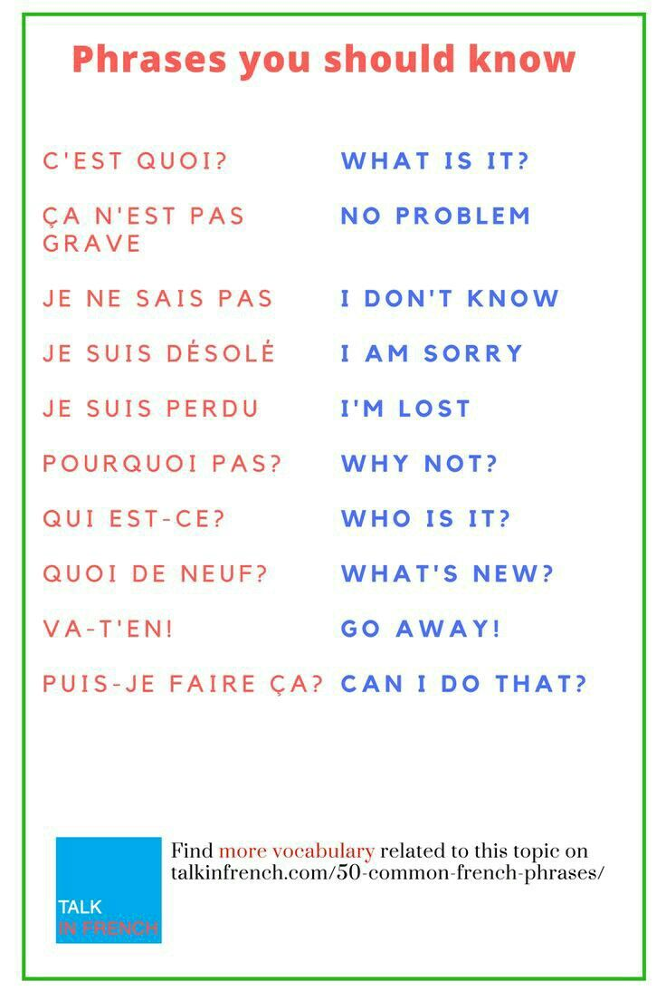 Phrases you should know
C'EST QUOI? WHAT IS IT?
ÇA N'EST PAS NO PROBLEM
GRAVE
JE NE SAIS PAS I DON'T KNOW
JE SUIS DÉSOLÉ I AM SORRY
JE SUIS PERDU I'M LOST
POURQUOI PAS? WHY NOT?
QUI EST-CE? WHO IS IT?
QUOI DE NEUF? WHAT'S NEW?
VA-T'EN! GO AWAY!
PUIS-JE FAIRE ÇA? CAN I DO THAT?
Find more vocabulary related to this topic on
talkinfrench.com/50-common-french-phrases/
TALK
IN FRENCH